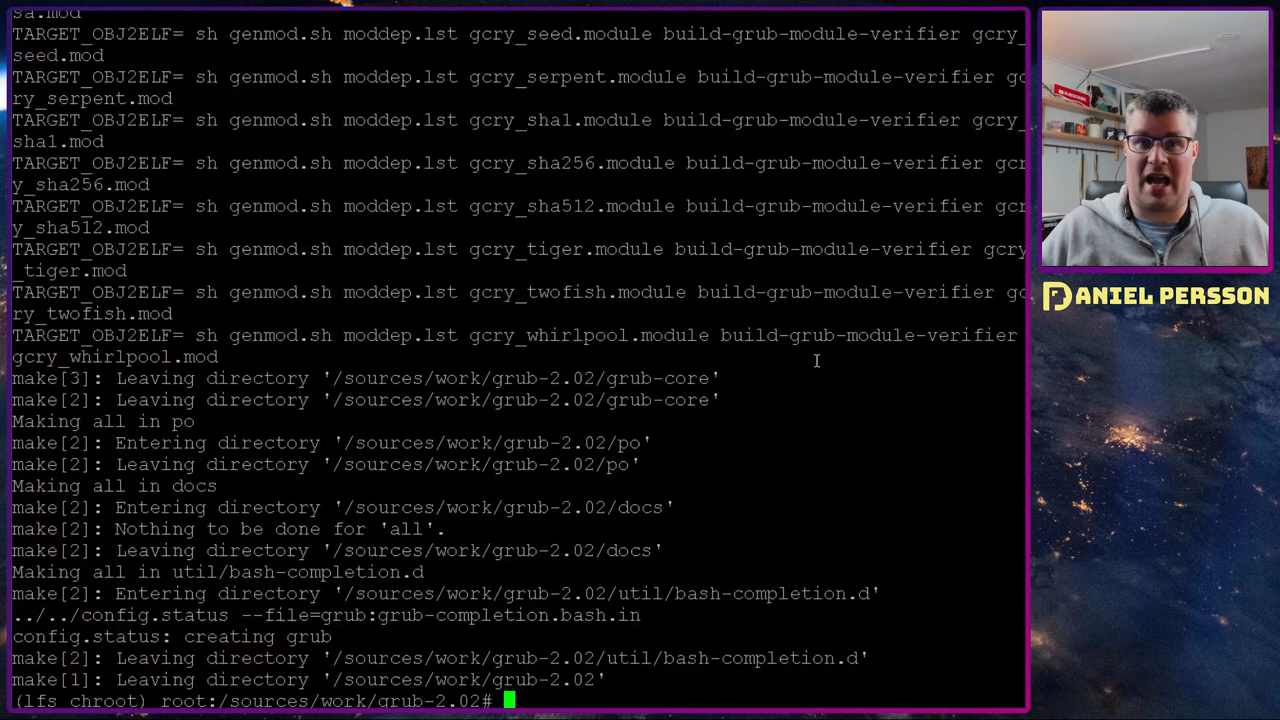 sa.mod
TARGET_OBJ2ELF= sh genmod.sh moddep.lst gcry_seed.module build-grub-module-verifier gcry_
seed.mod
TARGET_OBJ2ELF= sh genmod.sh moddep.lst gcry_serpent.module build-grub-module-verifier gc
ry_serpent.mod
TARGET_OBJ2ELF= sh genmod.sh moddep.lst gcry_sha1.module build-grub-module-verifier gcry_
sha1.mod
TARGET_OBJ2ELF= sh genmod.sh moddep.lst gcry_sha256.module build-grub-module-verifier gcr
y_sha256.mod
TARGET_OBJ2ELF= sh genmod.sh moddep.lst gcry_sha512.module build-grub-module-verifier gcr
y_sha512.mod
TARGET_OBJ2ELF= sh genmod.sh moddep.lst gcry_tiger.module build-grub-module-verifier gcry
_tiger.mod
TARGET_OBJ2ELF= sh genmod.sh moddep.lst gcry_twofish.module build-grub-module-verifier gc
ry_twofish.mod
TARGET_OBJ2ELF= sh genmod.sh moddep.lst gcry_whirlpool.module build-grub-module-verifier
gcry_whirlpool.mod
make[3]: Leaving directory '/sources/work/grub-2.02/grub-core'
make[2]: Leaving directory '/sources/work/grub-2.02/grub-core'
Making all in po
make[2]: Entering directory '/sources/work/grub-2.02/po'
make[2]: Leaving directory '/sources/work/grub-2.02/po'
Making all in docs
make[2]: Entering directory '/sources/work/grub-2.02/docs'
make[2]: Nothing to be done for 'all'.
make[2]: Leaving directory '/sources/work/grub-2.02/docs'
Making all in util/bash-completion.d
make[2]: Entering directory '/sources/work/grub-2.02/util/bash-completion.d'
../../config.status --file=grub:grub-completion.bash.in
config.status: creating grub
make[2]: Leaving directory '/sources/work/grub-2.02/util/bash-completion.d'
make[1]: Leaving directory '/sources/work/grub-2.02'
(lfs chroot) root:/sources/work/grub-2.02#
SUBSCRIBE
DANIEL PERSSON